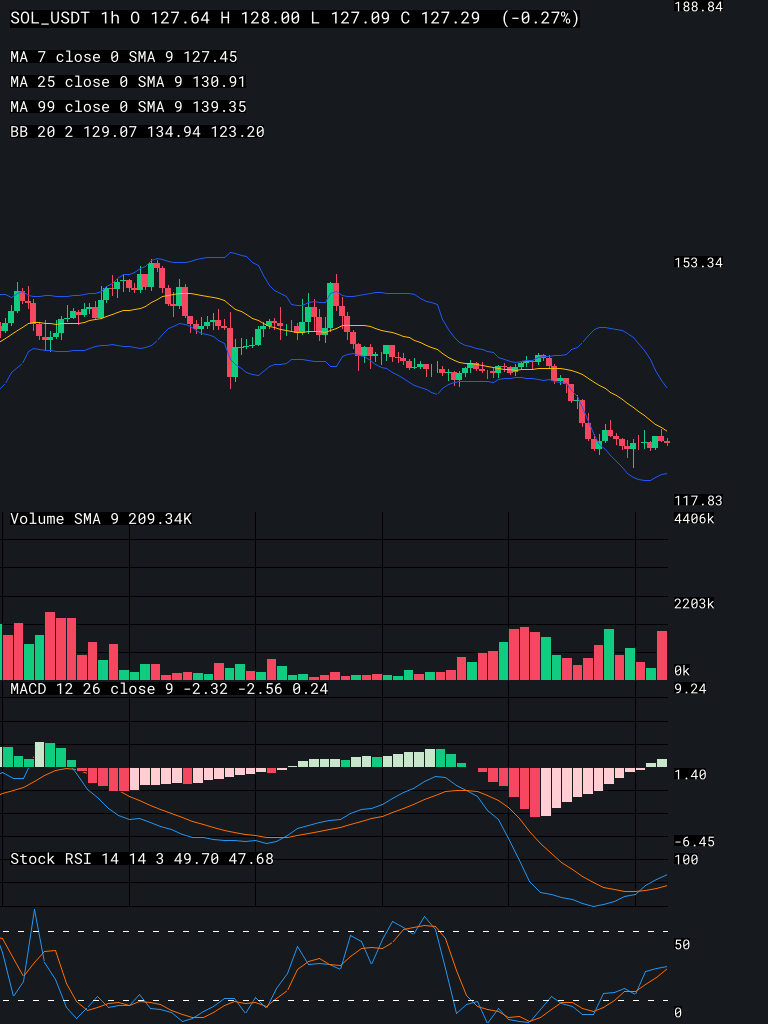 SOL_USDT 1h O 127.64 H 128.00 L 127.09 C 127.29 (-0.27%)
188.84
MA 7 close 0 SMA 9 127.45
MA 25 close 0 SMA 9 130.91
MA 99 close 0 SMA 9 139.35
BB 20 2 129.07 134.94 123.20
153.34
117.83
Volume SMA 9 209.34K
4406k
2203k
0k
MACD 12 26 close 9 -2.32 -2.56 0.24
9.24
1.40
-6.45
Stock RSI 14 14 3 49.70 47.68
100
50
0